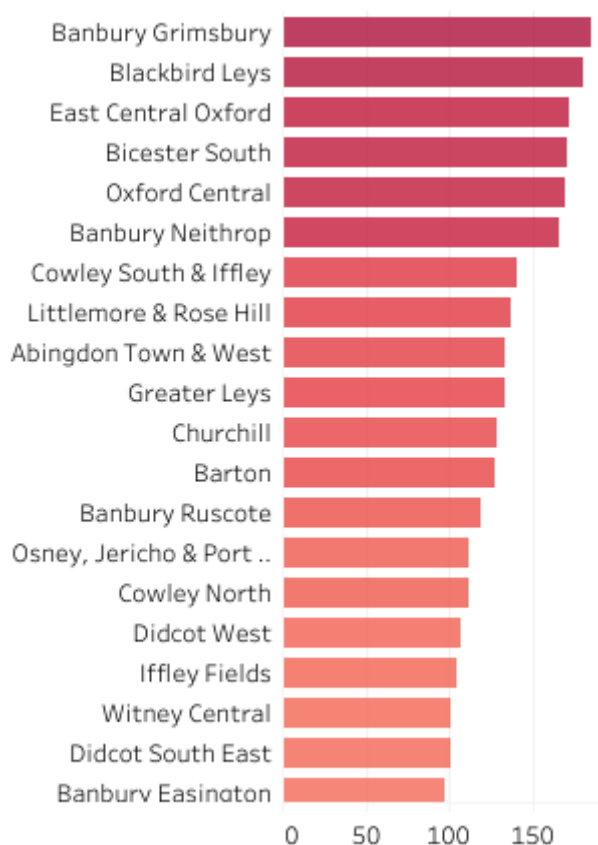 Banbury Grimsbury
Blackbird Leys
East Central Oxford
Bicester South
Oxford Central
Banbury Neithrop
Cowley South & Iffley
Littlemore & Rose Hill
Abingdon Town & West
Greater Leys
Churchill
Barton
Banbury Ruscote
Osney, Jericho & Port ..
Cowley North
Didcot West
Iffley Fields
Witney Central
Didcot South East
Banbury Easington
0 50 100 150